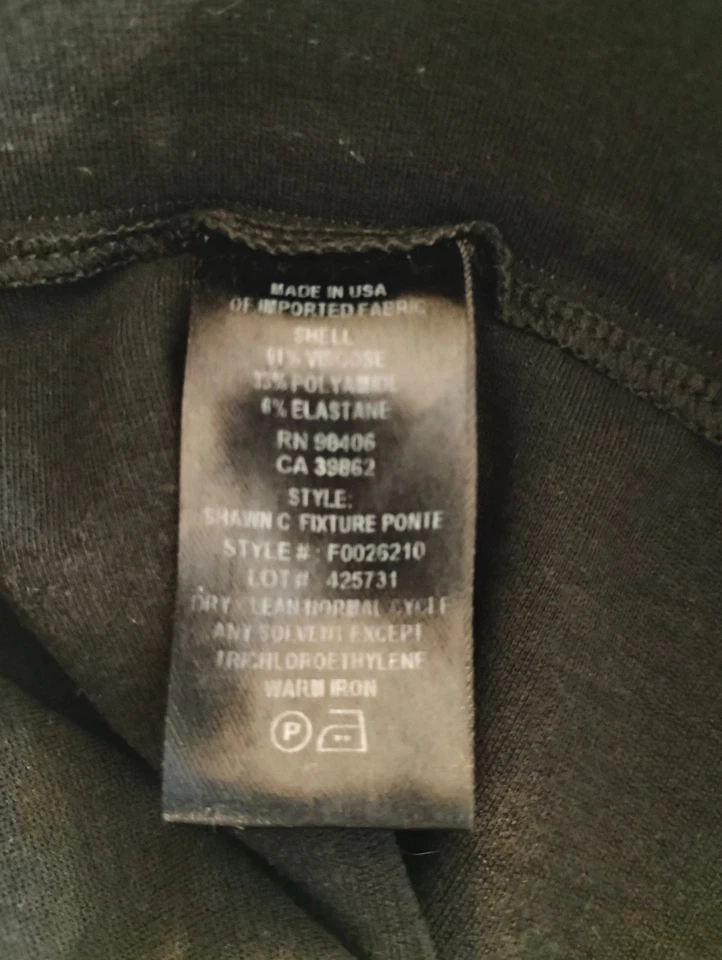 MADE IN USA
OF IMPORTED FABRIC
SHELL
61% VISCOSE
33% POLYAMIDE
6% ELASTANE
RN 98406
CA 39862
STYLE:
SHAWN C FIXTURE PONTE
STYLE #: F0026210
LOT # 425731
DRY CLEAN NORMAL CYCLE
ANY SOLVENT EXCEPT
TRICHLOROETHYLENE
WARM IRON
P